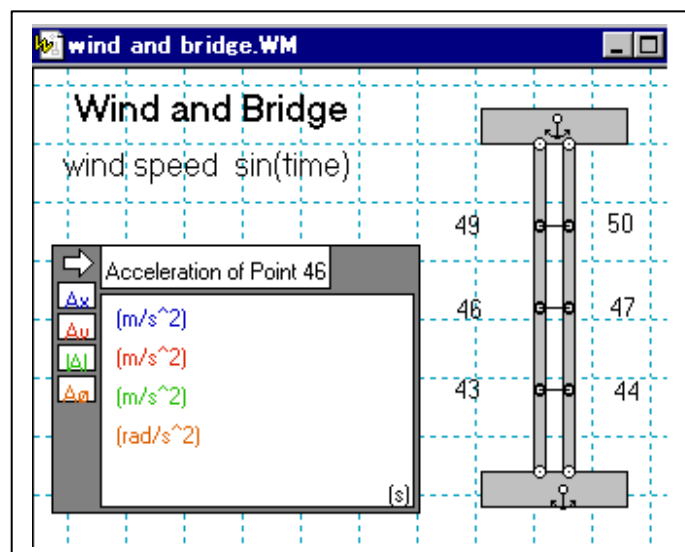 wind and bridge.WM
Wind and Bridge
wind speed sin(time)
49 50
Acceleration of Point 46
Ax
Ay
|A|
Aø
(m/s^2)
(m/s^2)
(m/s^2)
(rad/s^2)
(s)
46 47
43 44